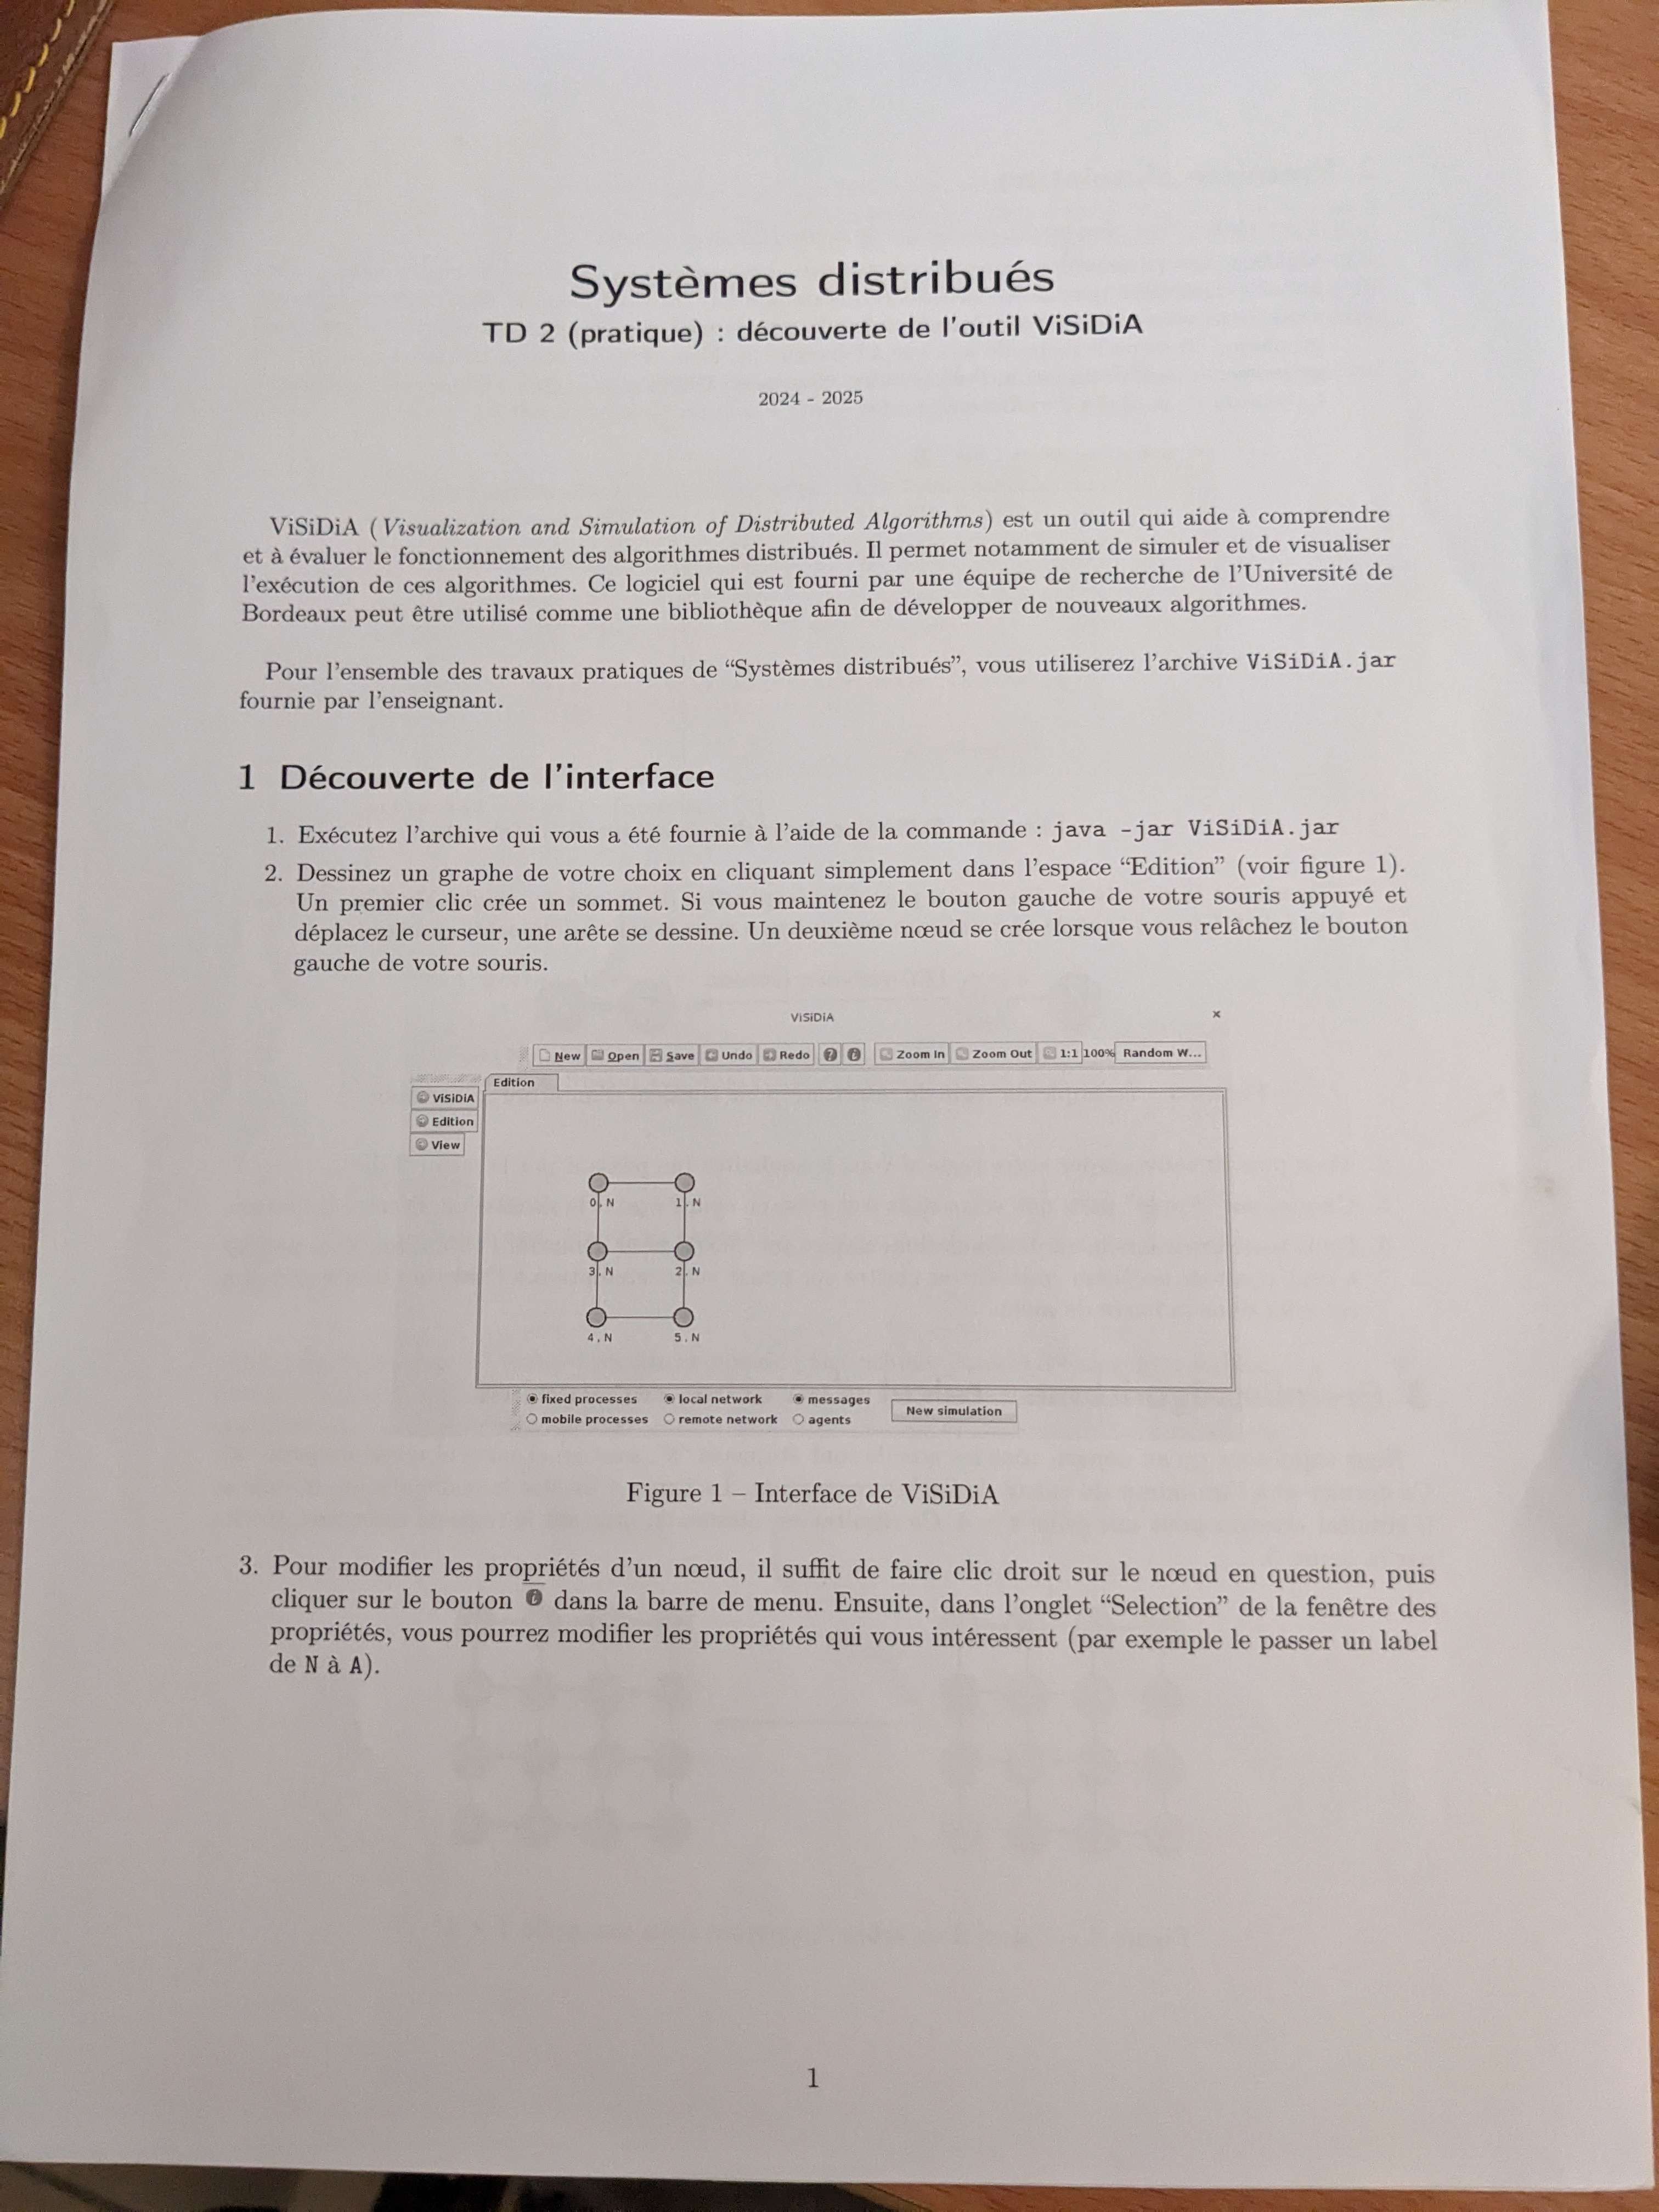 Systèmes distribués
TD 2 (pratique) : découverte de l'outil ViSiDiA
2024 - 2025
ViSiDiA (Visualization and Simulation of Distributed Algorithms) est un outil qui aide à comprendre
et à évaluer le fonctionnement des algorithmes distribués. Il permet notamment de simuler et de visualiser
l'exécution de ces algorithmes. Ce logiciel qui est fourni par une équipe de recherche de l'Université de
Bordeaux peut être utilisé comme une bibliothèque afin de développer de nouveaux algorithmes.
Pour l'ensemble des travaux pratiques de “Systèmes distribués”, vous utiliserez l'archive ViSiDiA.jar
fournie par l'enseignant.
1 Découverte de l'interface
1. Exécutez l'archive qui vous a été fournie à l'aide de la commande : java -jar ViSiDiA.jar
2. Dessinez un graphe de votre choix en cliquant simplement dans l'espace “Edition” (voir figure 1).
Un premier clic crée un sommet. Si vous maintenez le bouton gauche de votre souris appuyé et
déplacez le curseur, une arête se dessine. Un deuxième nœud se crée lorsque vous relâchez le bouton
gauche de votre souris.
ViSiDiA ×
New Open Save Undo Redo ? i Zoom In Zoom Out 1:1 100% Random W...
Edition
ViSiDiA
Edition
View
0, N 1, N
3, N 2, N
4, N 5, N
fixed processes local network messages
New simulation
mobile processes remote network agents
Figure 1 – Interface de ViSiDiA
3. Pour modifier les propriétés d'un nœud, il suffit de faire clic droit sur le nœud en question, puis
cliquer sur le bouton i dans la barre de menu. Ensuite, dans l'onglet “Selection” de la fenêtre des
propriétés, vous pourrez modifier les propriétés qui vous intéressent (par exemple le passer un label
de N à A).
1